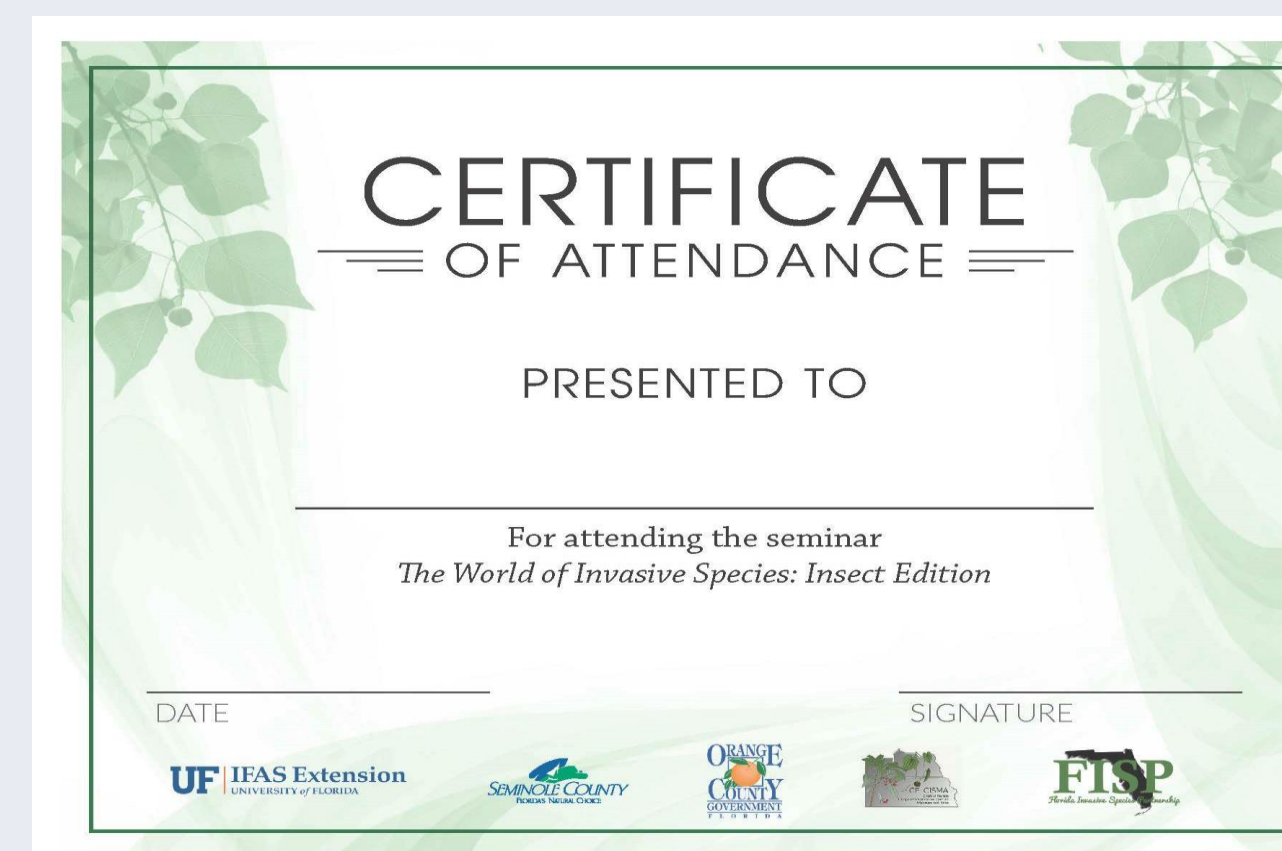 CERTIFICATE
OF ATTENDANCE
PRESENTED TO
For attending the seminar
The World of Invasive Species: Insect Edition
DATE
SIGNATURE
UF IFAS Extension
UNIVERSITY of FLORIDA
SEMINOLE COUNTY
FLORIDA'S NATURAL CHOICE
ORANGE
COUNTY
GOVERNMENT
FLORIDA
CF CISMA
FISP
Florida Invasive Species Partnership